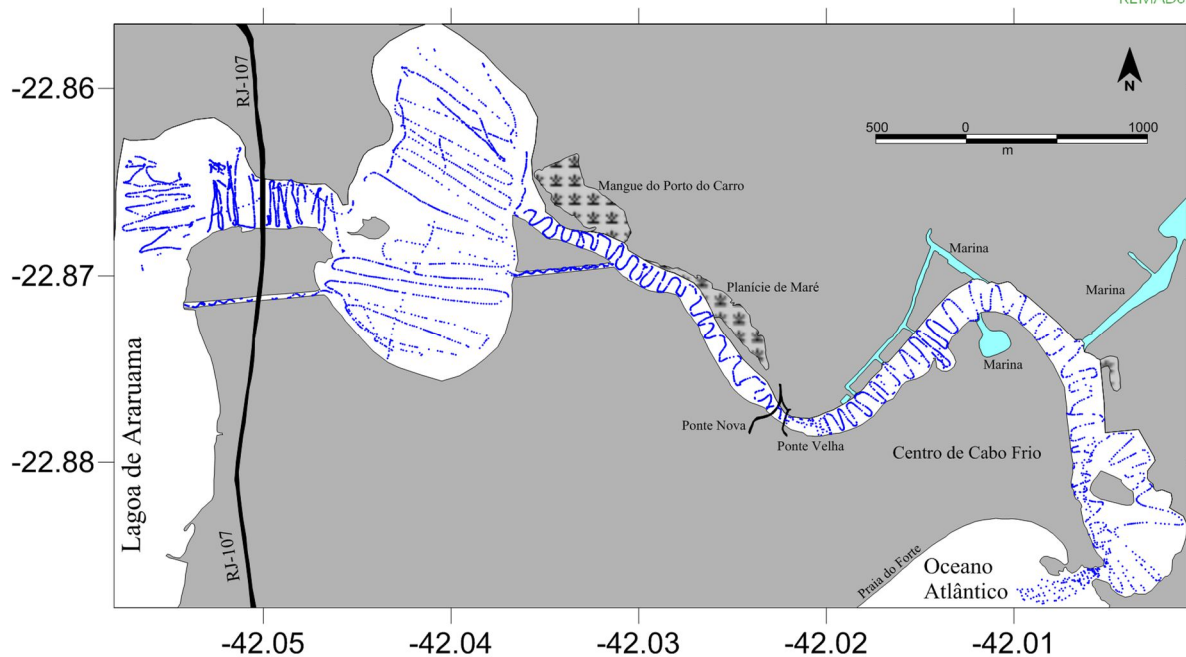 -22.86
-22.87
-22.88
RJ-107
RJ-107
N
500 0 1000
m
Mangue do Porto do Carro
Planície de Maré
Marina
Marina
Marina
Lagoa de Araruama
Ponte Nova
Ponte Velha
Centro de Cabo Frio
Praia do Forte
Oceano
Atlântico
-42.05 -42.04 -42.03 -42.02 -42.01